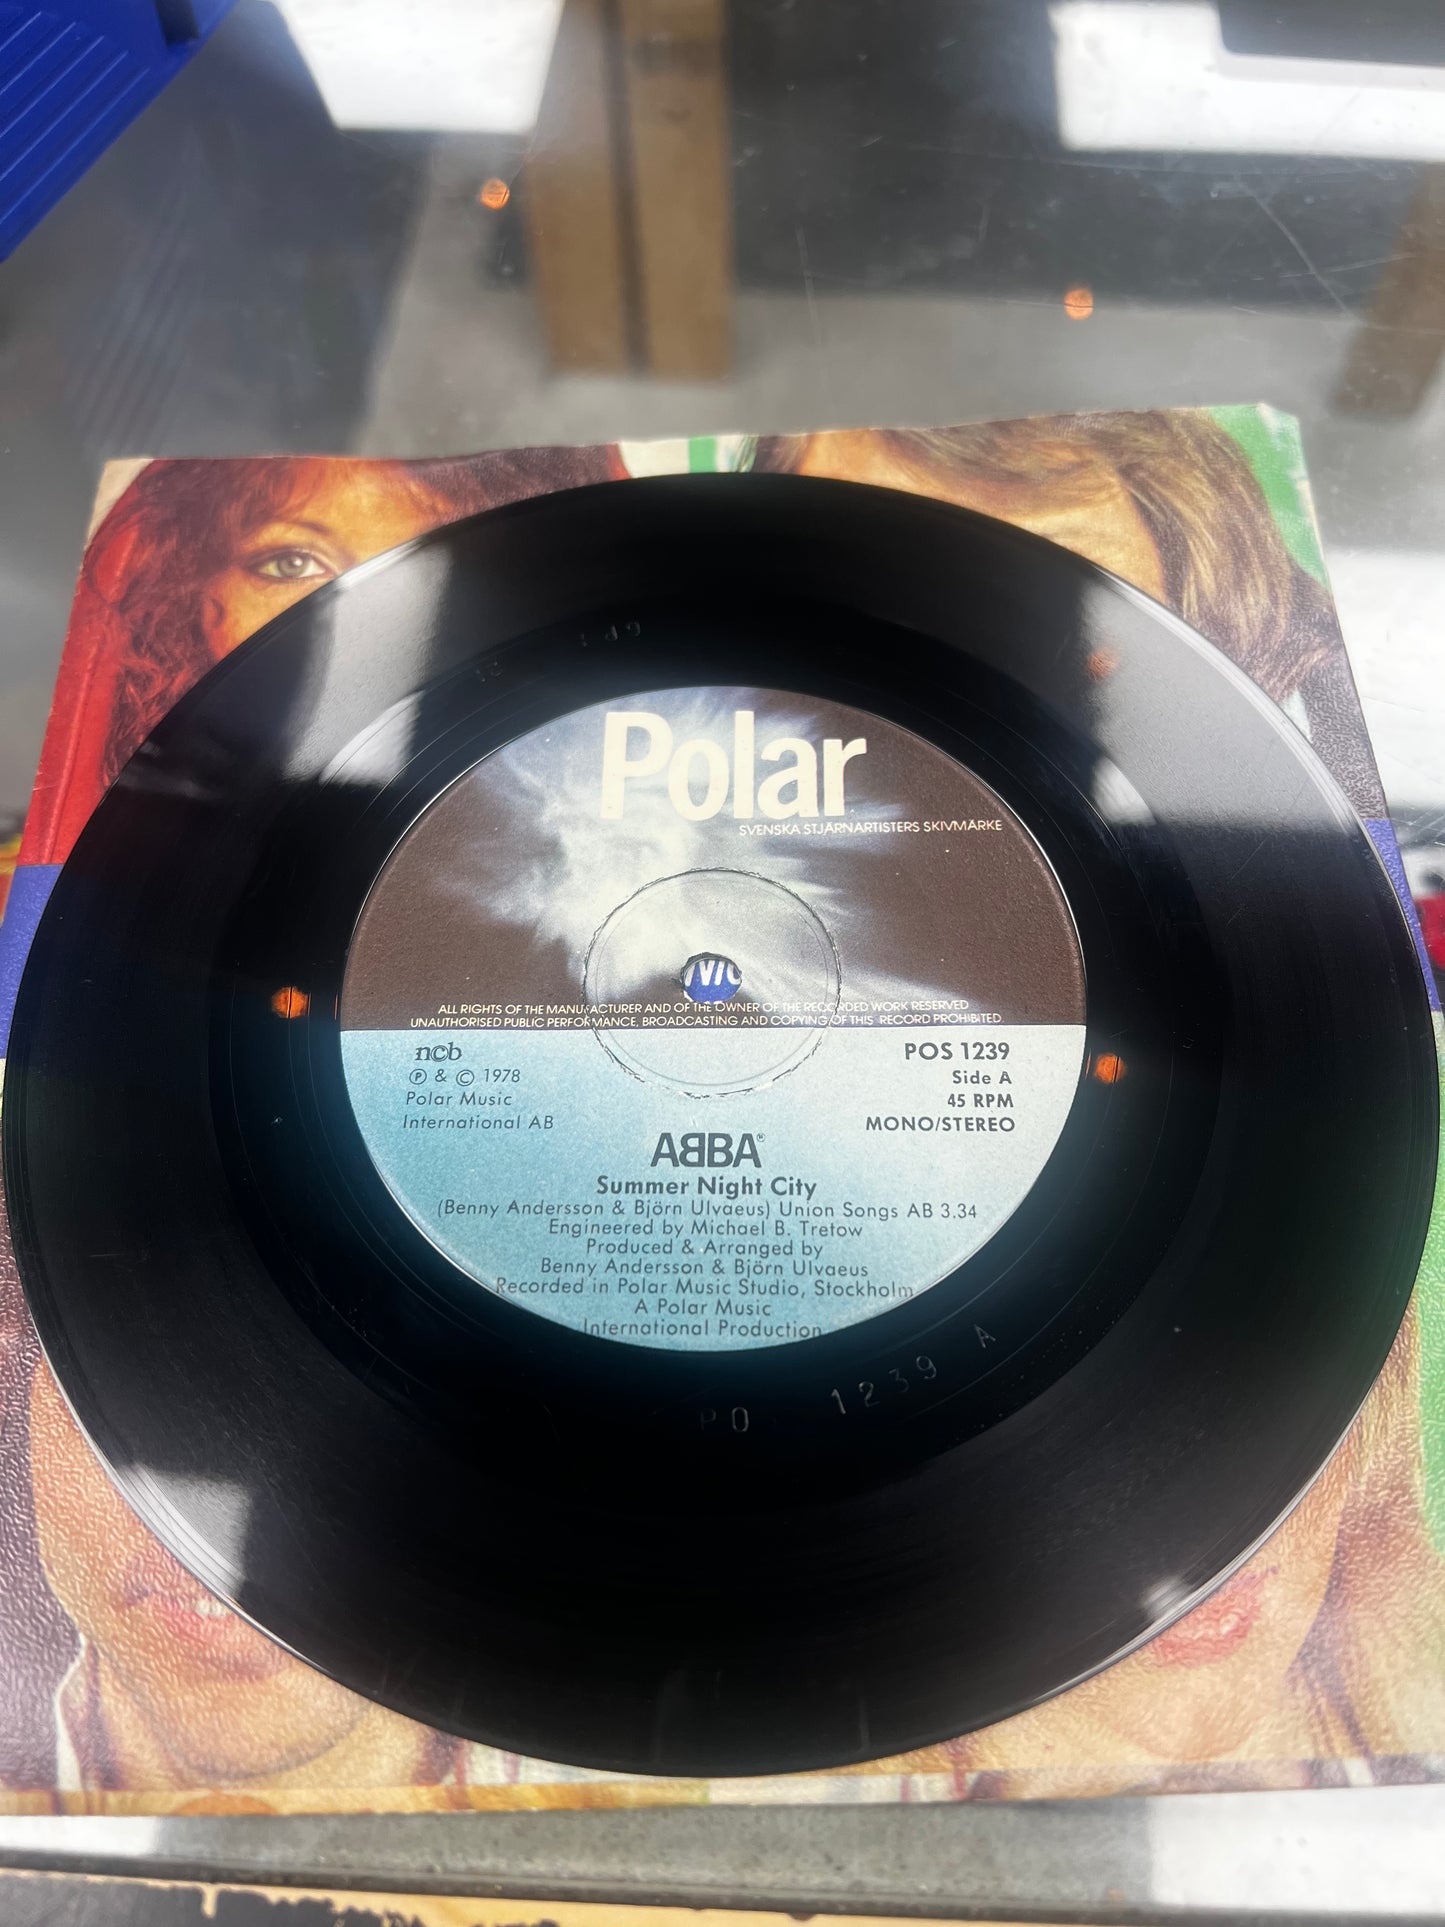 Polar
SVENSKA STJÄRNARTISTERS SKIVMÄRKE
ALL RIGHTS OF THE MANUFACTURER AND OF THE OWNER OF THE RECORDED WORK RESERVED
UNAUTHORISED PUBLIC PERFORMANCE, BROADCASTING AND COPYING OF THIS RECORD PROHIBITED
ncb
Ⓟ & © 1978
Polar Music
International AB
POS 1239
Side A
45 RPM
MONO/STEREO
AᗺBA®
Summer Night City
(Benny Andersson & Björn Ulvaeus) Union Songs AB 3.34
Engineered by Michael B. Tretow
Produced & Arranged by
Benny Andersson & Björn Ulvaeus
Recorded in Polar Music Studio, Stockholm
A Polar Music
International Production
1239 A